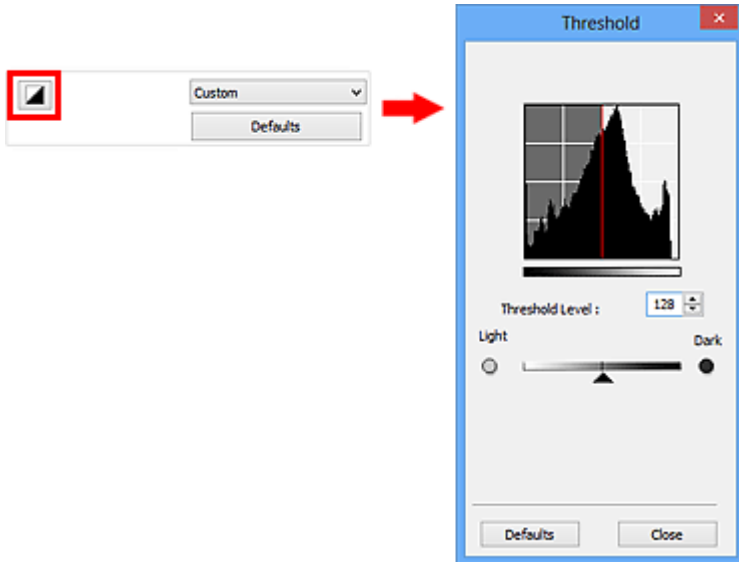 Custom
Defaults
Threshold
Threshold Level :
128
Light
Dark
Defaults
Close